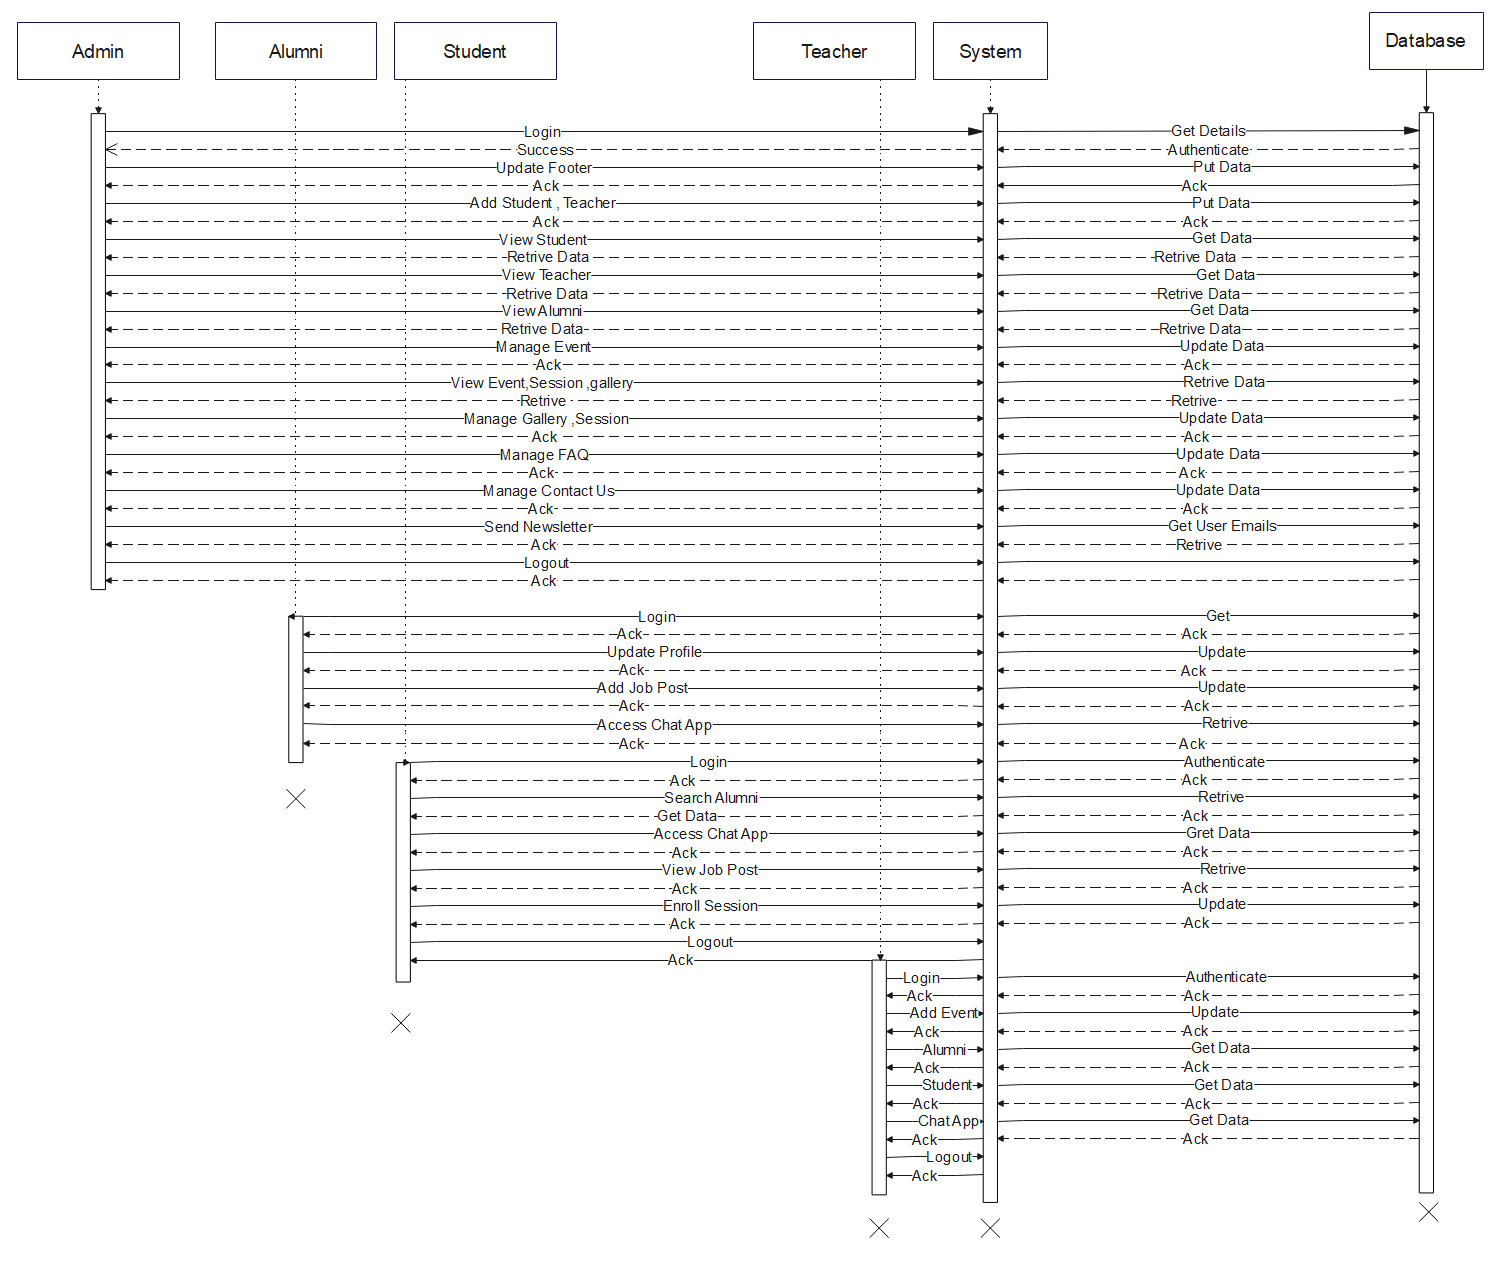 Admin Alumni Student Teacher System Database
Login Get Details
Success Authenticate
Update Footer Put Data
Ack Ack
Add Student , Teacher Put Data
Ack Ack
View Student Get Data
Retrive Data Retrive Data
View Teacher Get Data
Retrive Data Retrive Data
View Alumni Get Data
Retrive Data Retrive Data
Manage Event Update Data
Ack Ack
View Event,Session ,gallery Retrive Data
Retrive Retrive
Manage Gallery ,Session Update Data
Ack Ack
Manage FAQ Update Data
Ack Ack
Manage Contact Us Update Data
Ack Ack
Send Newsletter Get User Emails
Ack Retrive
Logout
Ack
Login Get
Ack Ack
Update Profile Update
Ack Ack
Add Job Post Update
Ack Ack
Access Chat App Retrive
Ack Ack
Login Authenticate
Ack Ack
Search Alumni Retrive
Get Data Ack
Access Chat App Gret Data
Ack Ack
View Job Post Retrive
Ack Ack
Enroll Session Update
Ack Ack
Logout
Ack
Login Authenticate
Ack Ack
Add Event Update
Ack Ack
Alumni Get Data
Ack Ack
Student Get Data
Ack Ack
Chat App Get Data
Ack Ack
Logout
Ack